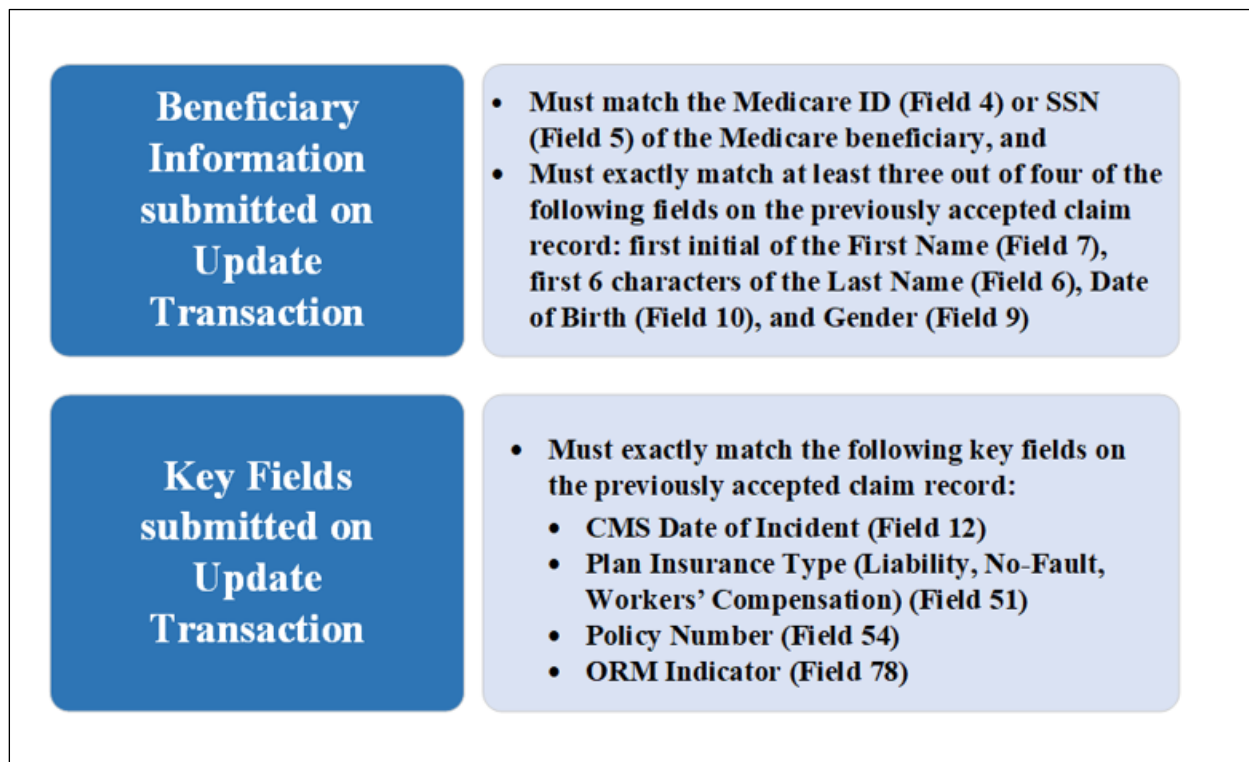 Beneficiary
Information
submitted on
Update
Transaction
• Must match the Medicare ID (Field 4) or SSN
(Field 5) of the Medicare beneficiary, and
• Must exactly match at least three out of four of the
following fields on the previously accepted claim
record: first initial of the First Name (Field 7),
first 6 characters of the Last Name (Field 6), Date
of Birth (Field 10), and Gender (Field 9)
Key Fields
submitted on
Update
Transaction
• Must exactly match the following key fields on
the previously accepted claim record:
• CMS Date of Incident (Field 12)
• Plan Insurance Type (Liability, No-Fault,
Workers’ Compensation) (Field 51)
• Policy Number (Field 54)
• ORM Indicator (Field 78)